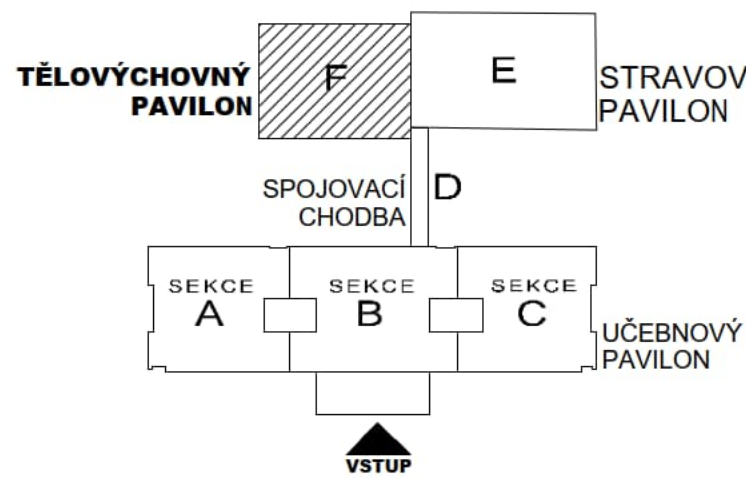 TĚLOVÝCHOVNÝ
PAVILON
F
E
STRAVOV
PAVILON
SPOJOVACÍ
CHODBA
D
SEKCE
A
SEKCE
B
SEKCE
C
UČEBNOVÝ
PAVILON
VSTUP